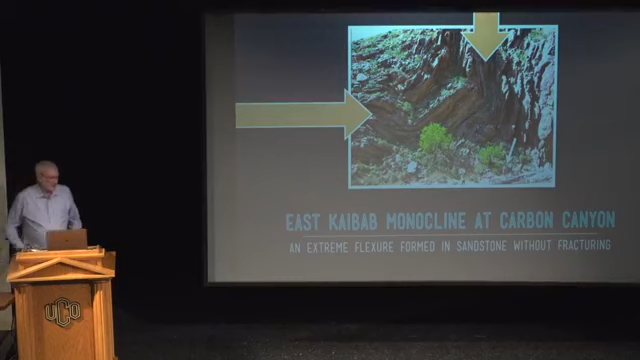 EAST KAIBAB MONOCLINE AT CARBON CANYON
AN EXTREME FLEXURE FORMED IN SANDSTONE WITHOUT FRACTURING
UCO